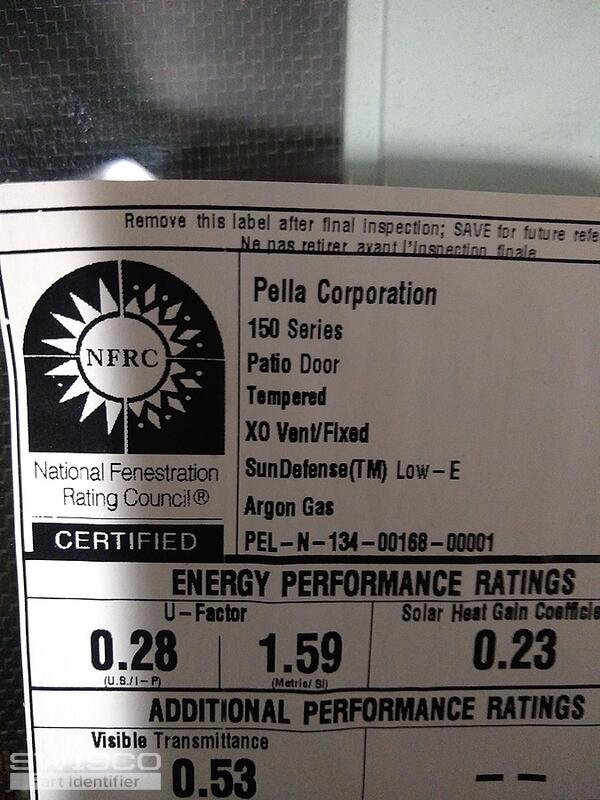 Remove this label after final inspection; SAVE for future refe
Ne pas retirer avant l'inspection finale
NFRC
National Fenestration
Rating Council®
CERTIFIED
Pella Corporation
150 Series
Patio Door
Tempered
XO Vent/Fixed
SunDefense(TM) Low-E
Argon Gas
PEL-N-134-00168-00001
ENERGY PERFORMANCE RATINGS
U-Factor
0.28
(U.S./I-P)
1.59
(Metric/SI)
Solar Heat Gain Coefficie
0.23
ADDITIONAL PERFORMANCE RATINGS
Visible Transmittance
0.53
--
SWISCO
Part Identifier